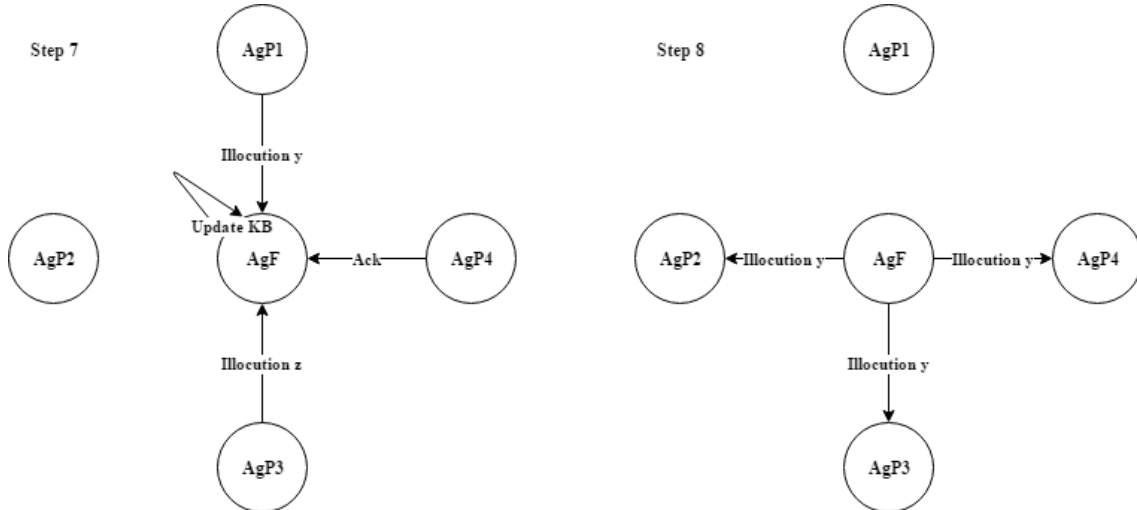 Step 7
AgP1
Illocution y
Update KB
AgP2
AgF
Ack
AgP4
Illocution z
AgP3
Step 8
AgP1
AgP2
Illocution y
AgF
Illocution y
AgP4
Illocution y
AgP3